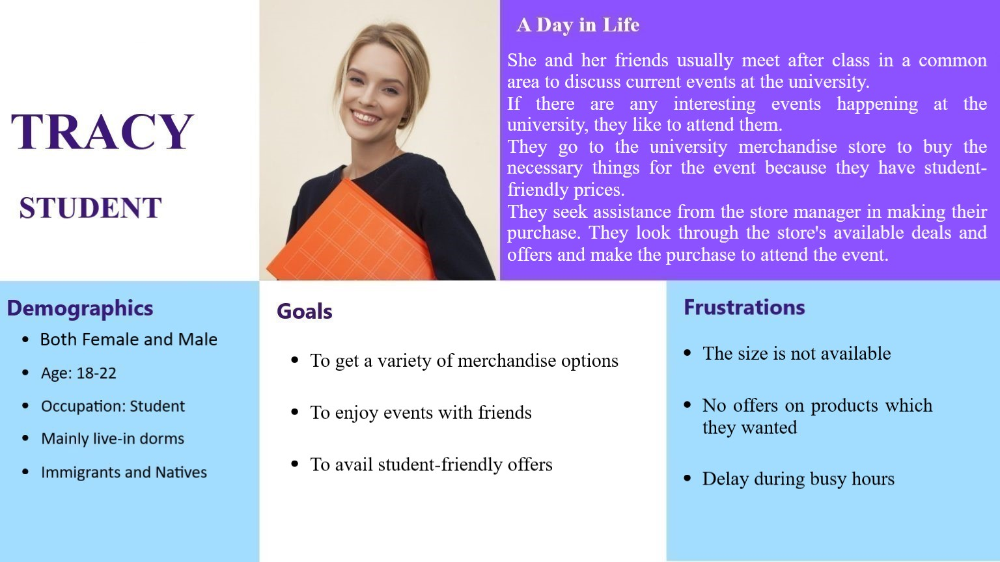 TRACY
STUDENT
A Day in Life
She and her friends usually meet after class in a common
area to discuss current events at the university.
If there are any interesting events happening at the
university, they like to attend them.
They go to the university merchandise store to buy the
necessary things for the event because they have student-
friendly prices.
They seek assistance from the store manager in making their
purchase. They look through the store's available deals and
offers and make the purchase to attend the event.
Demographics
• Both Female and Male
• Age: 18-22
• Occupation: Student
• Mainly live-in dorms
• Immigrants and Natives
Goals
• To get a variety of merchandise options
• To enjoy events with friends
• To avail student-friendly offers
Frustrations
• The size is not available
• No offers on products which
they wanted
• Delay during busy hours